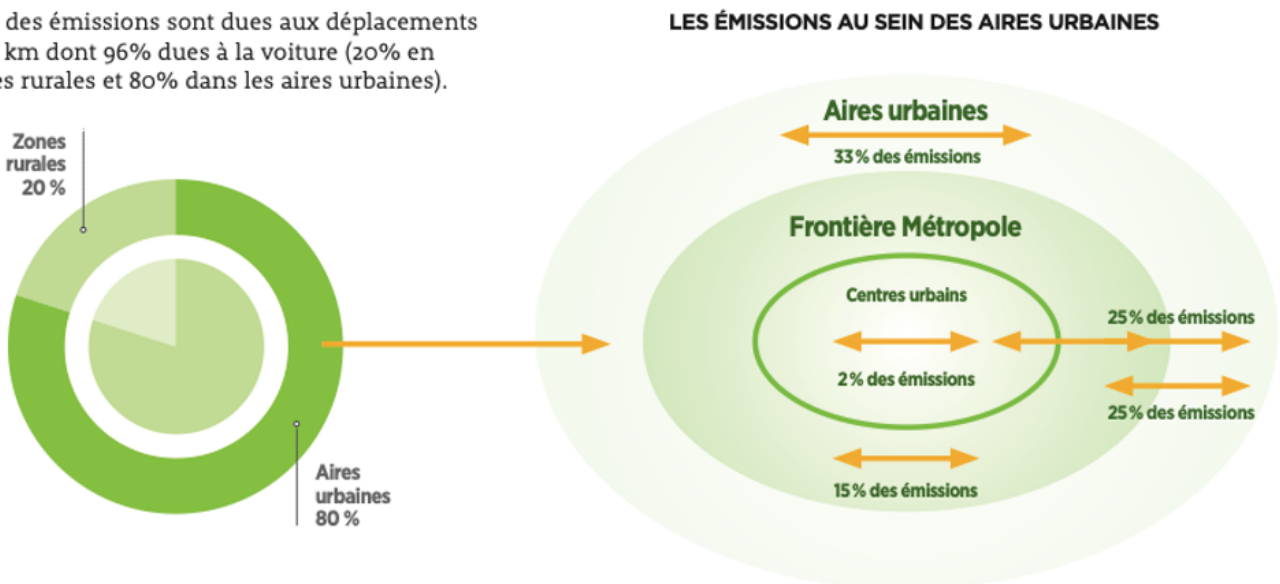 des émissions sont dues aux déplacements
km dont 96% dues à la voiture (20% en
es rurales et 80% dans les aires urbaines).
Zones
rurales
20 %
Aires
urbaines
80 %
LES ÉMISSIONS AU SEIN DES AIRES URBAINES
Aires urbaines
33 % des émissions
Frontière Métropole
Centres urbains
2 % des émissions
25 % des émissions
25 % des émissions
15 % des émissions